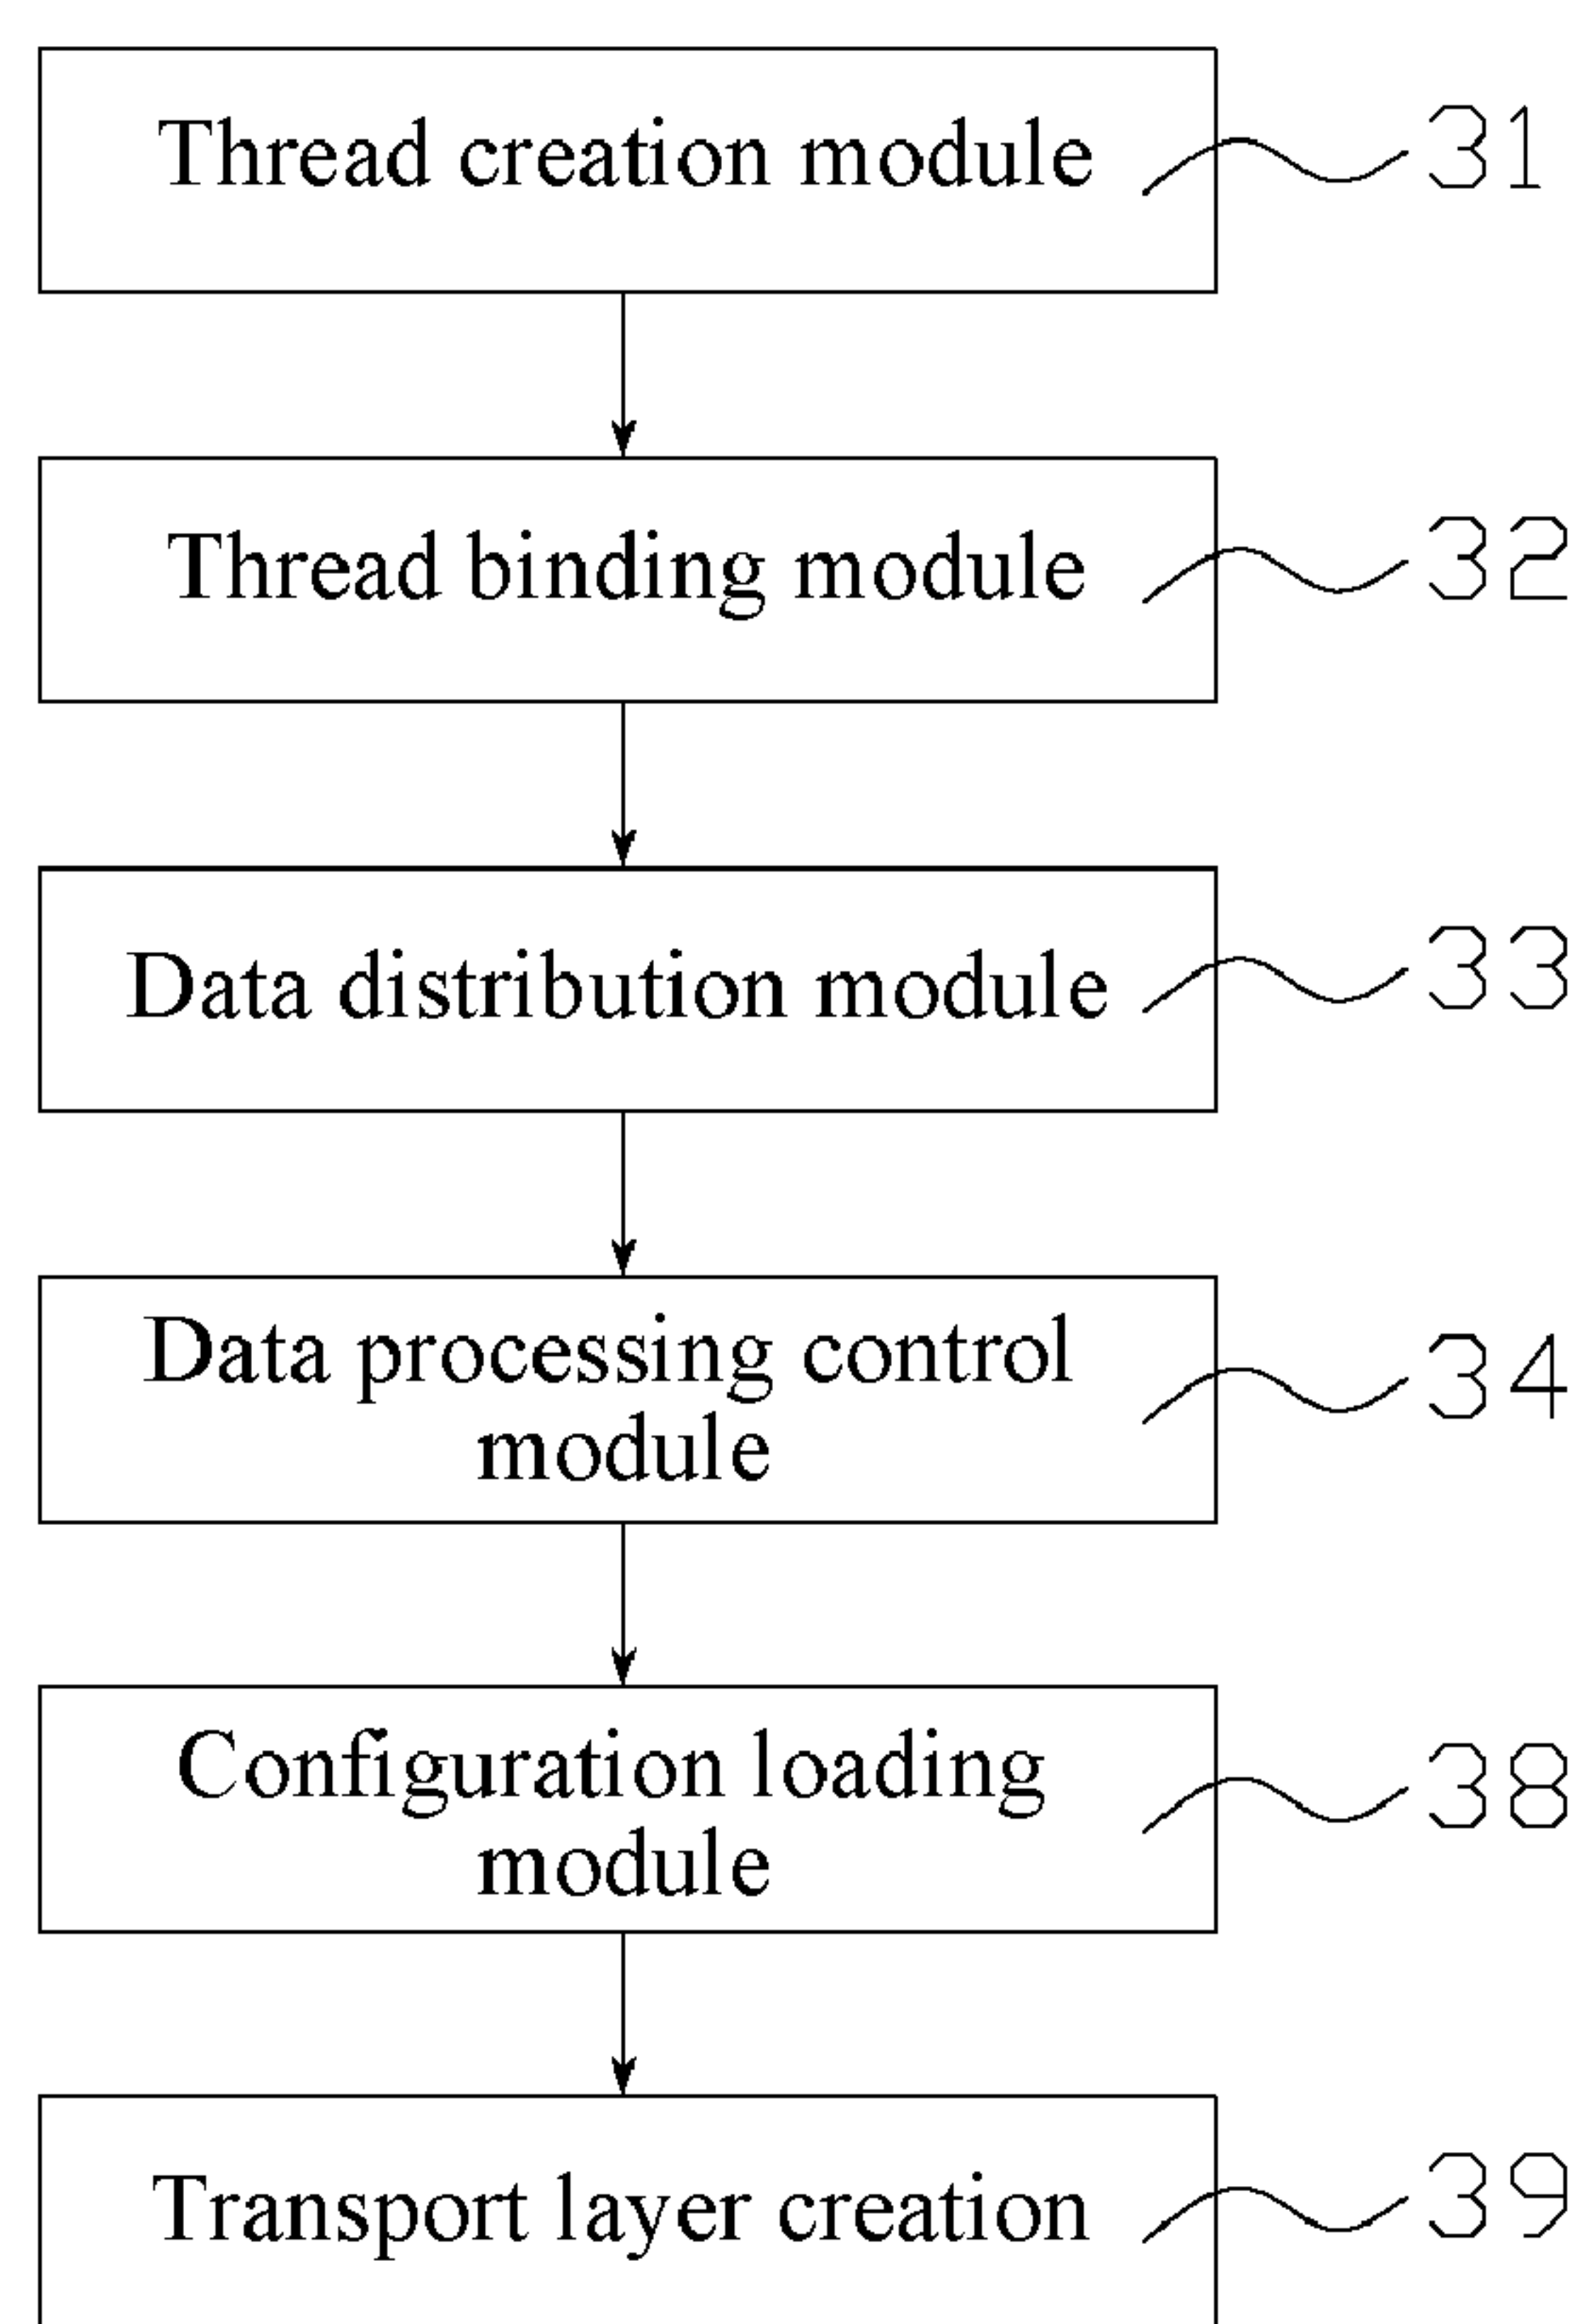 Thread creation module 31
Thread binding module 32
Data distribution module 33
Data processing control 34
module
Configuration loading 38
module
Transport layer creation 39